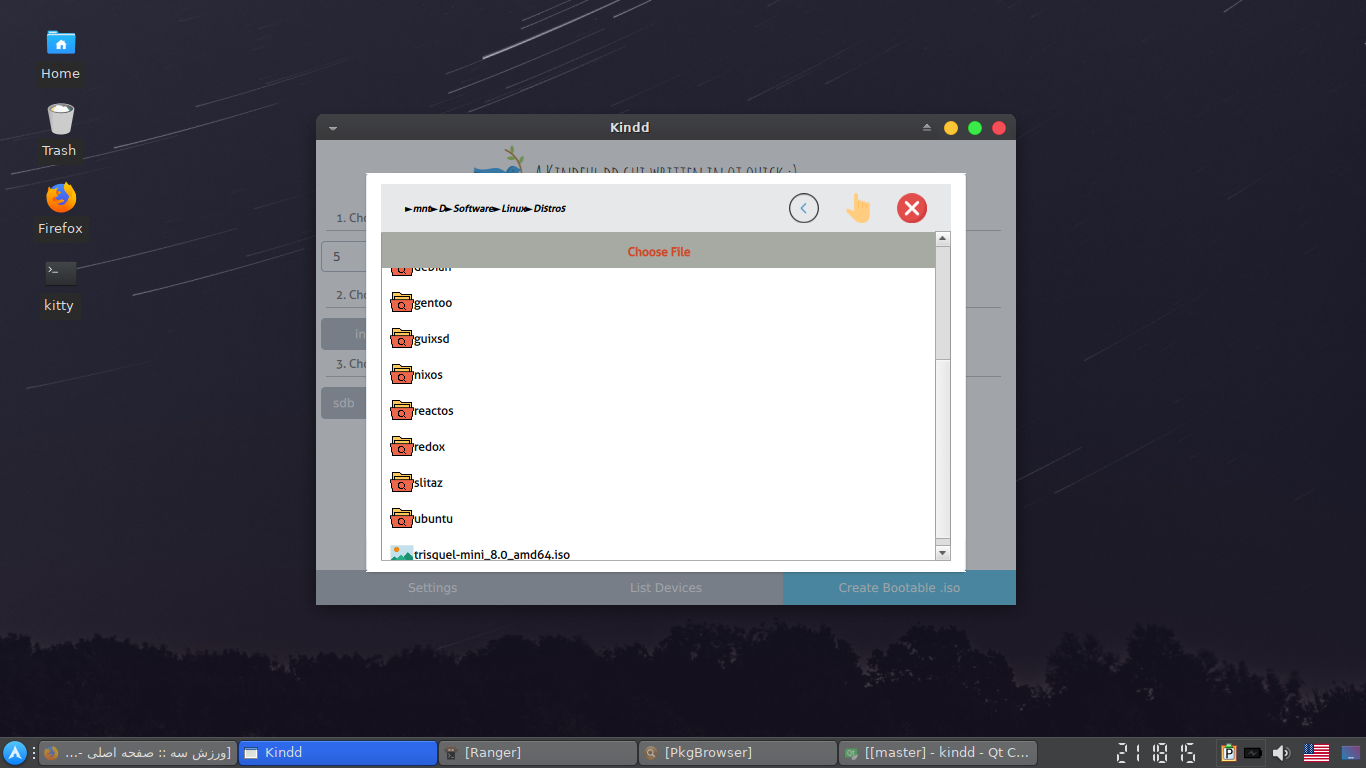 Home
Trash
Firefox
kitty
Kindd
A KINDFUL DD GUI WRITTEN IN QT QUICK :)
►mnt►D►Software►Linux►Distros
1. Cho
Choose File
5
debian
2. Cho
gentoo
in
guixsd
3. Cho
nixos
sdb
reactos
redox
slitaz
ubuntu
trisquel-mini_8.0_amd64.iso
Settings
List Devices
Create Bootable .iso
[ورزش سه :: صفحه اصلی -...
Kindd
[Ranger]
[PkgBrowser]
[[master] - kindd - Qt C...
21 18 15
P